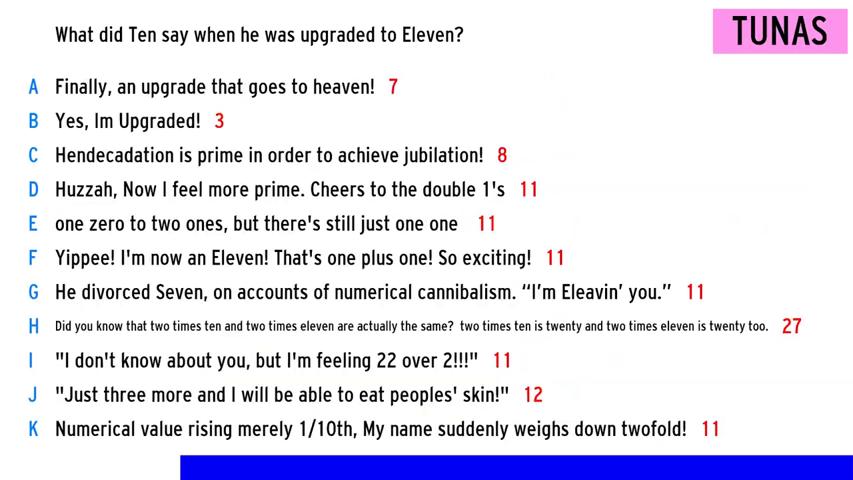 What did Ten say when he was upgraded to Eleven?
TUNAS
A Finally, an upgrade that goes to heaven! 7
B Yes, Im Upgraded! 3
C Hendecadation is prime in order to achieve jubilation! 8
D Huzzah, Now I feel more prime. Cheers to the double 1's 11
E one zero to two ones, but there's still just one one 11
F Yippee! I'm now an Eleven! That's one plus one! So exciting! 11
G He divorced Seven, on accounts of numerical cannibalism. “I’m Eleavin’ you.” 11
H Did you know that two times ten and two times eleven are actually the same? two times ten is twenty and two times eleven is twenty too. 27
I "I don't know about you, but I'm feeling 22 over 2!!!" 11
J "Just three more and I will be able to eat peoples' skin!" 12
K Numerical value rising merely 1/10th, My name suddenly weighs down twofold! 11